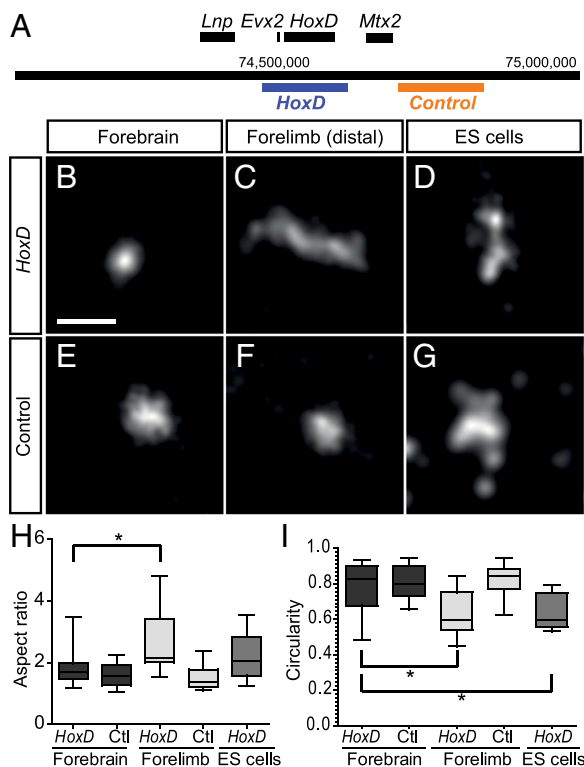 A
Lnp Evx2 HoxD Mtx2
74,500,000 75,000,000
HoxD Control
Forebrain Forelimb (distal) ES cells
HoxD
B C D
Control
E F G
H
Aspect ratio
6
4
2
0
*
HoxD Ctl HoxD Ctl HoxD
Forebrain Forelimb ES cells
I
Circularity
1.0
0.8
0.6
0.4
0.2
0.0
*
*
HoxD Ctl HoxD Ctl HoxD
Forebrain Forelimb ES cells